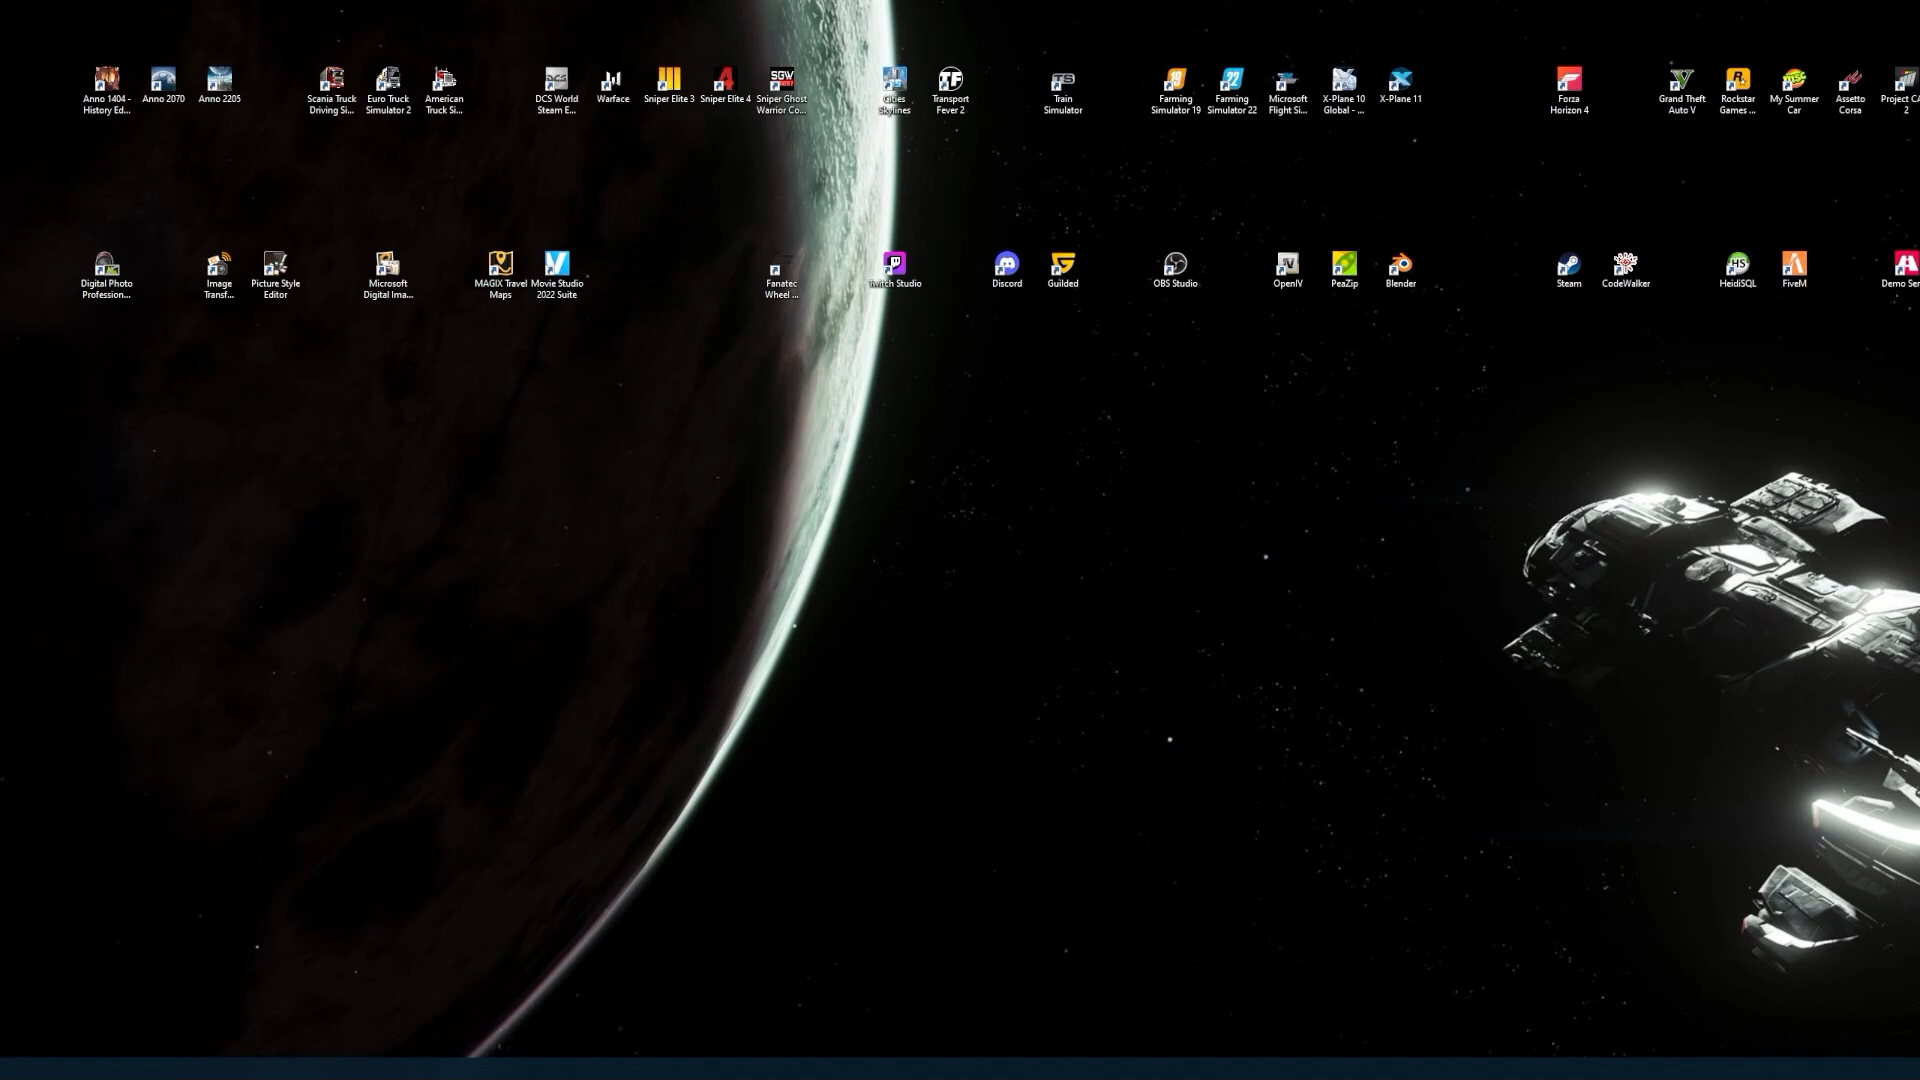 Anno 1404 -
History Ed...
Anno 2070
Anno 2205
Scania Truck
Driving Si...
Euro Truck
Simulator 2
American
Truck Si...
DCS World
Steam E...
Warface
Sniper Elite 3
Sniper Elite 4
Sniper Ghost
Warrior Co...
Cities
Skylines
Transport
Fever 2
Train
Simulator
Farming
Simulator 19
Farming
Simulator 22
Microsoft
Flight Si...
X-Plane 10
Global - ...
X-Plane 11
Forza
Horizon 4
Grand Theft
Auto V
Rockstar
Games ...
My Summer
Car
Assetto
Corsa
Project CA
2
Digital Photo
Profession...
Image
Transf...
Picture Style
Editor
Microsoft
Digital Ima...
MAGIX Travel
Maps
Movie Studio
2022 Suite
Fanatec
Wheel ...
Twitch Studio
Discord
Guilded
OBS Studio
OpenIV
PeaZip
Blender
Steam
CodeWalker
HeidiSQL
FiveM
Demo Ser